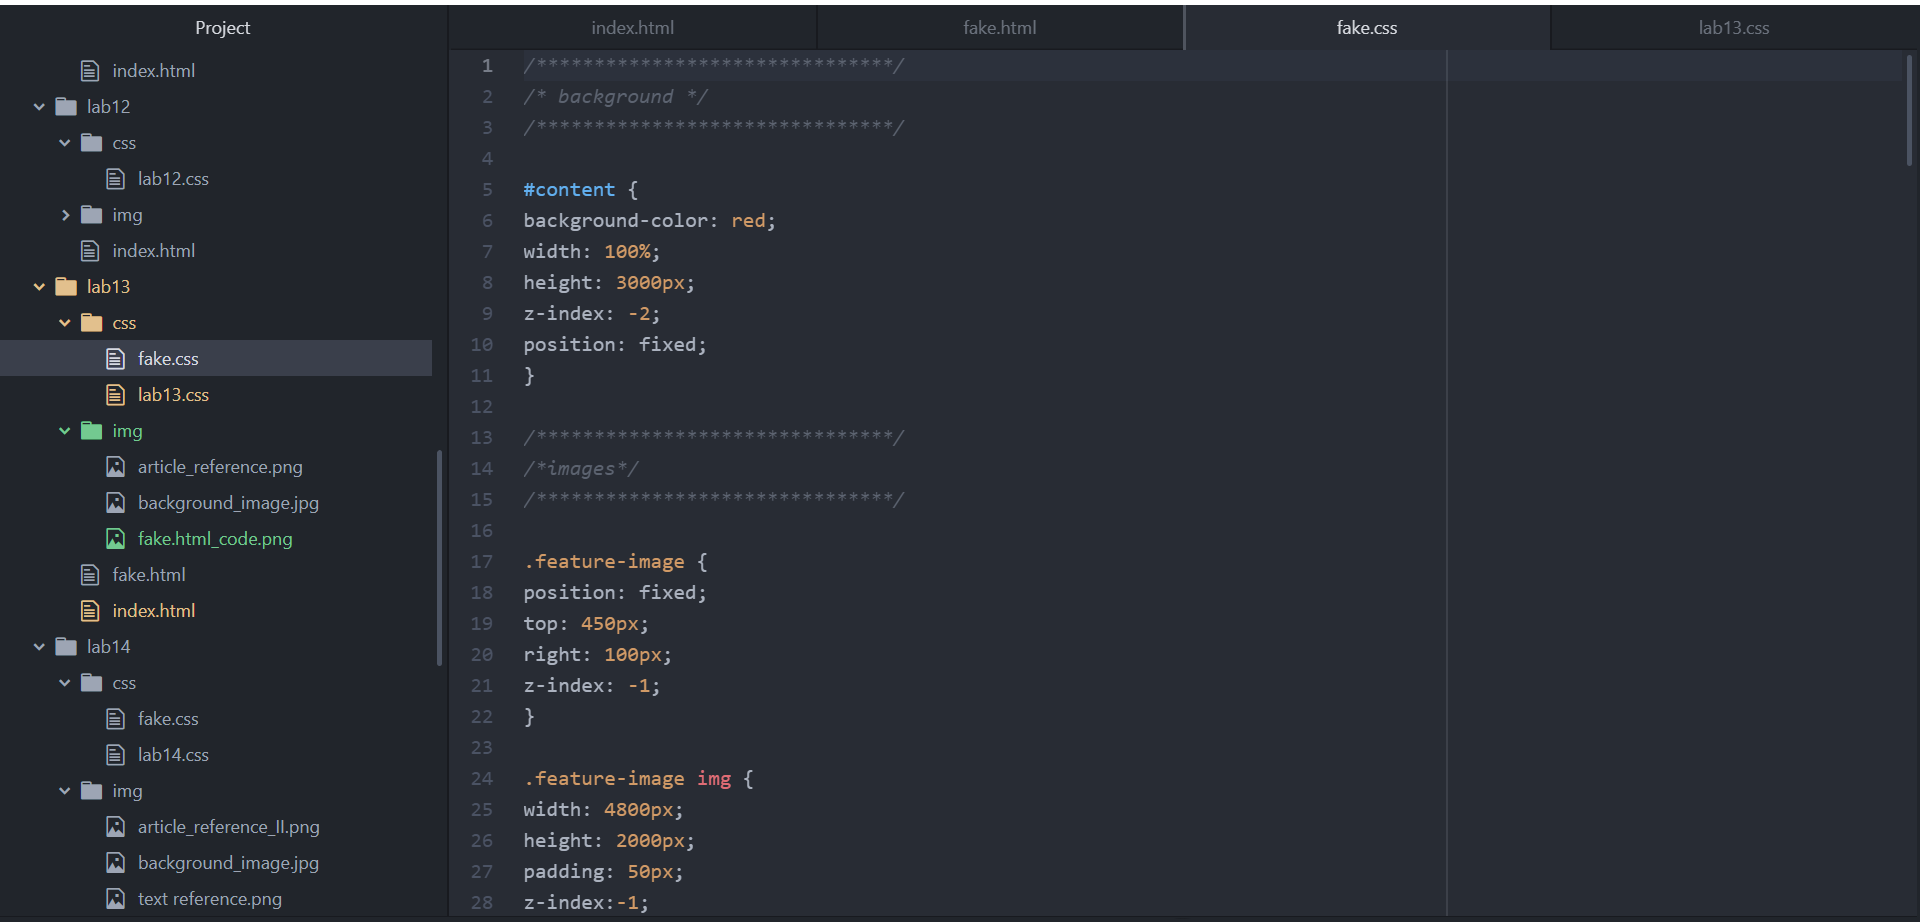 Project
index.html
lab12
css
lab12.css
img
index.html
lab13
css
fake.css
lab13.css
img
article_reference.png
background_image.jpg
fake.html_code.png
fake.html
index.html
lab14
css
fake.css
lab14.css
img
article_reference_II.png
background_image.jpg
text reference.png
index.html fake.html fake.css lab13.css
1 /*******************************/
2 /* background */
3 /*******************************/
4
5 #content {
6 background-color: red;
7 width: 100%;
8 height: 3000px;
9 z-index: -2;
10 position: fixed;
11 }
12
13 /*******************************/
14 /*images*/
15 /*******************************/
16
17 .feature-image {
18 position: fixed;
19 top: 450px;
20 right: 100px;
21 z-index: -1;
22 }
23
24 .feature-image img {
25 width: 4800px;
26 height: 2000px;
27 padding: 50px;
28 z-index:-1;